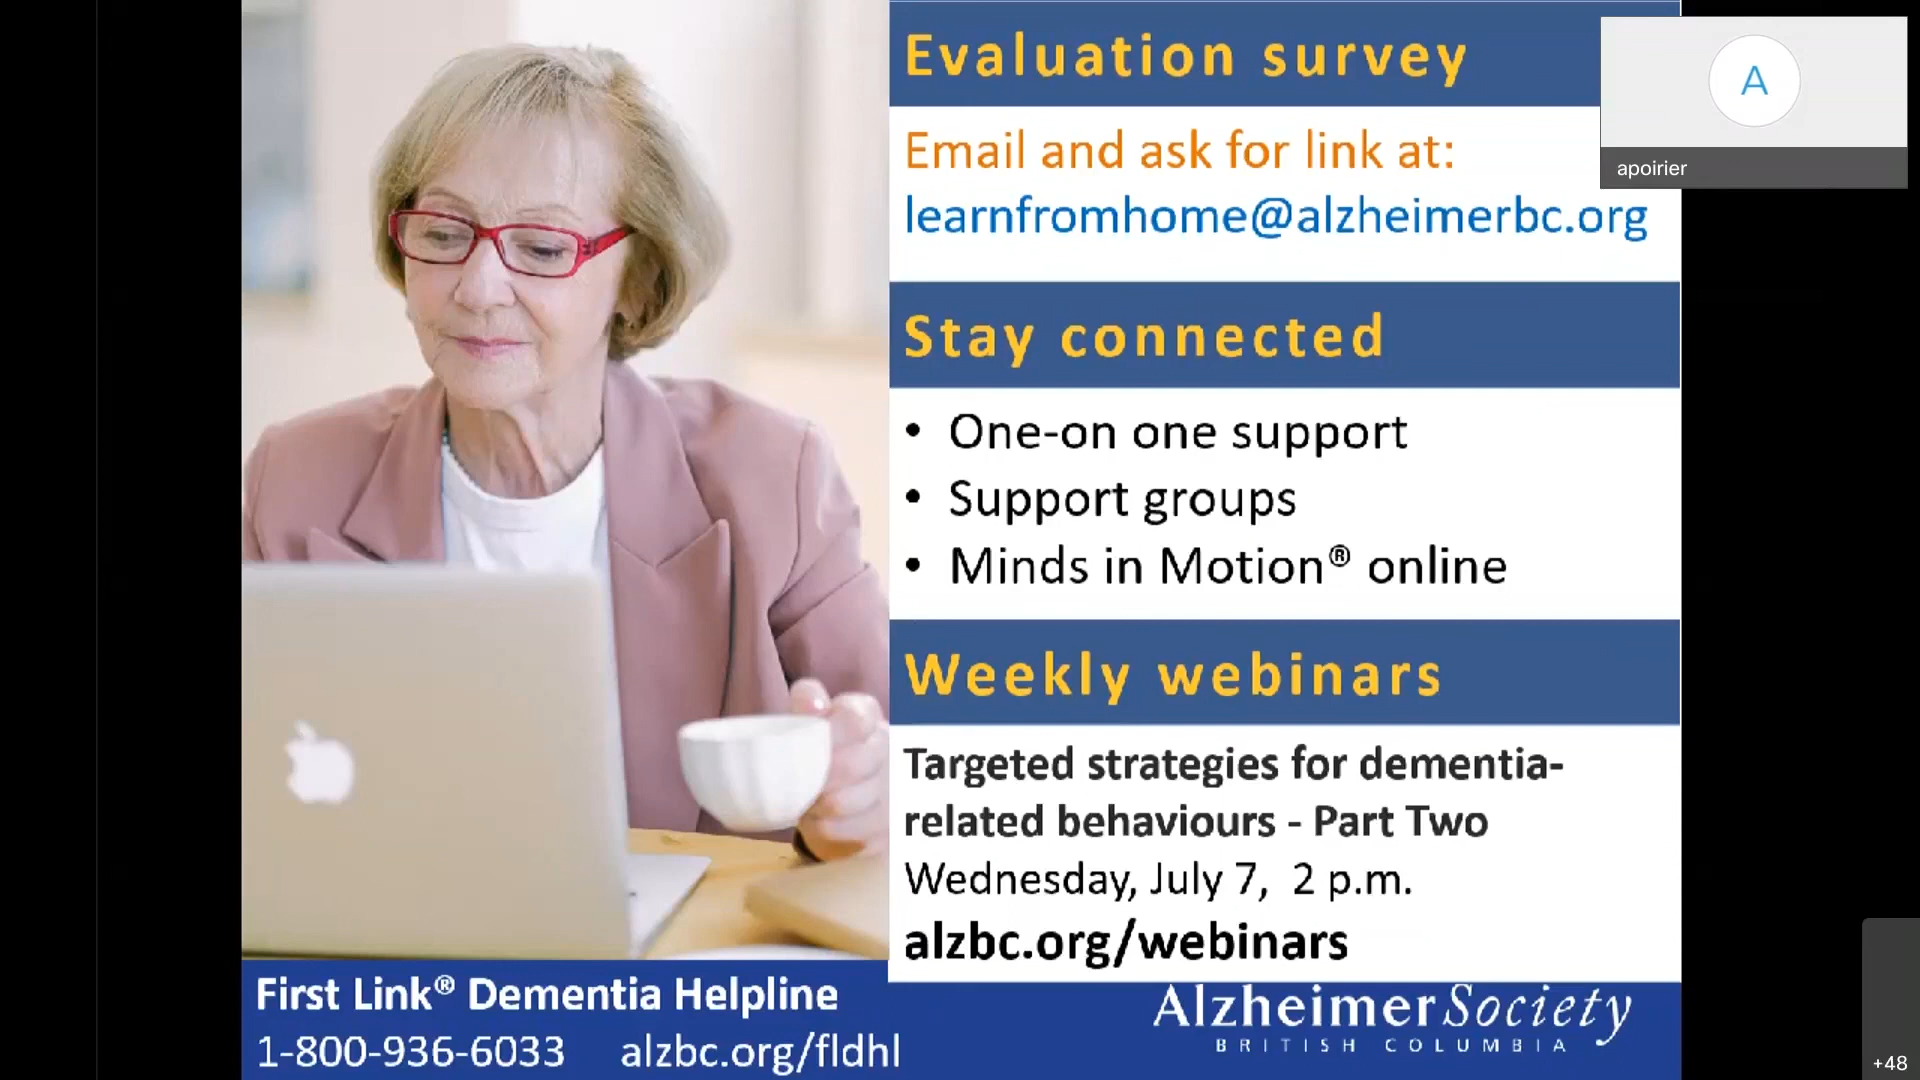 Evaluation survey
Email and ask for link at:
learnfromhome@alzheimerbc.org
Stay connected
• One-on one support
• Support groups
• Minds in Motion® online
Weekly webinars
Targeted strategies for dementia-
related behaviours - Part Two
Wednesday, July 7, 2 p.m.
alzbc.org/webinars
First Link® Dementia Helpline
1-800-936-6033 alzbc.org/fldhl
AlzheimerSociety
BRITISH COLUMBIA
A
apoirier
+48